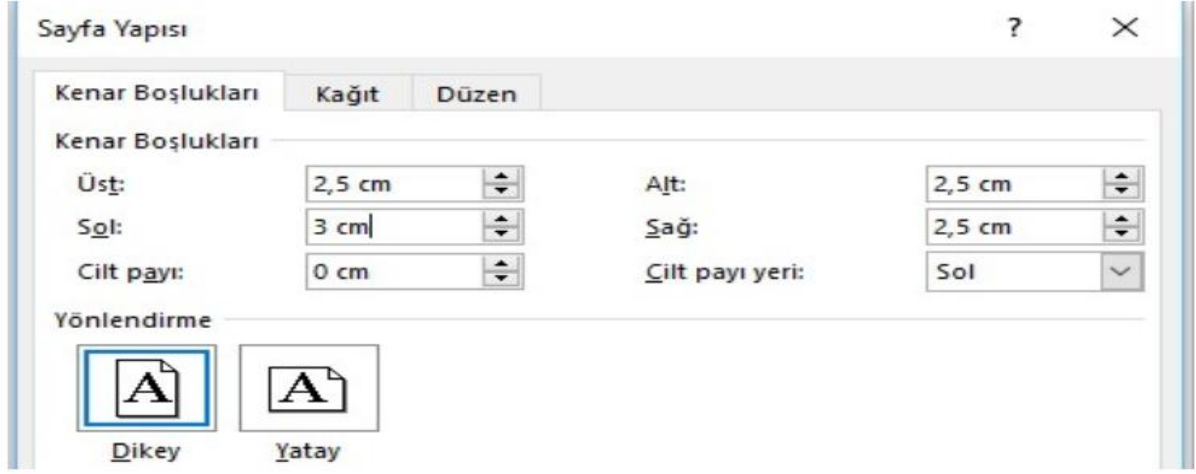 Sayfa Yapısı ? ×
Kenar Boşlukları Kağıt Düzen
Kenar Boşlukları
Üst: 2,5 cm Alt: 2,5 cm
Sol: 3 cm Sağ: 2,5 cm
Cilt payı: 0 cm Cilt payı yeri: Sol
Yönlendirme
A A
Dikey Yatay